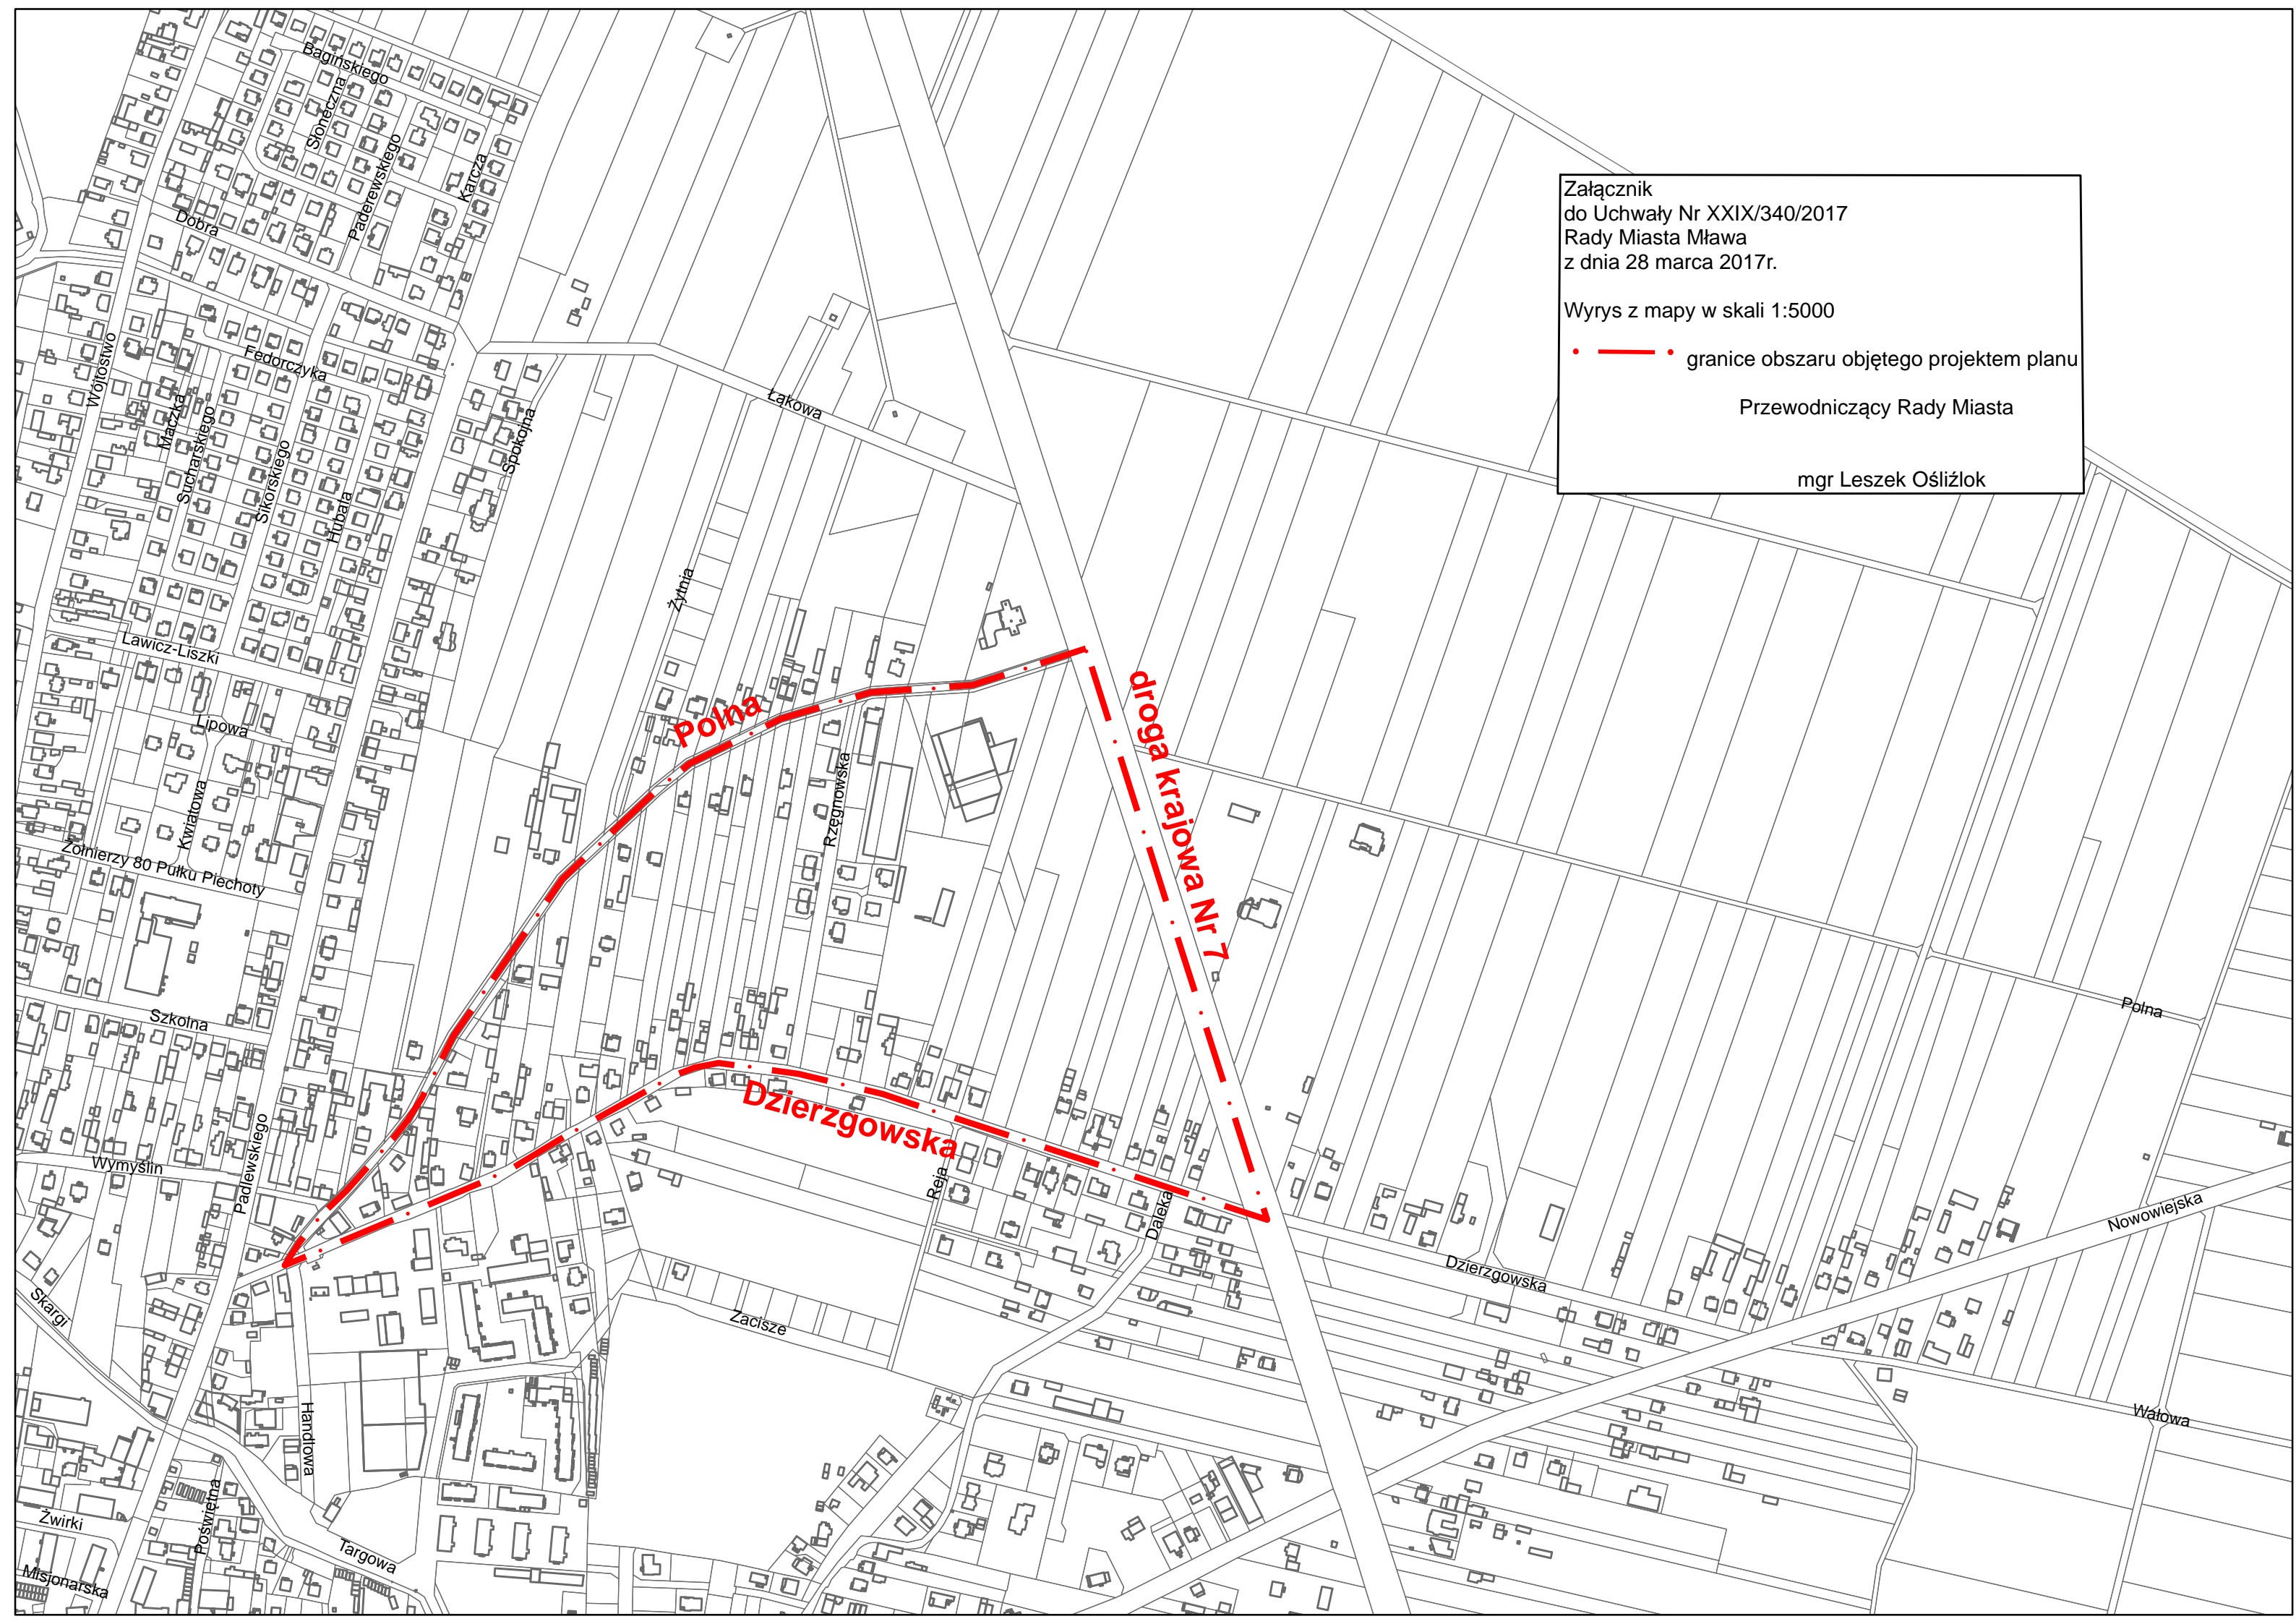 Bagińskiego
Słoneczna
Paderewskiego
Karcza
Dobra
Załącznik
do Uchwały Nr XXIX/340/2017
Rady Miasta Mława
z dnia 28 marca 2017r.
Wyrys z mapy w skali 1:5000
granice obszaru objętego projektem planu
Przewodniczący Rady Miasta
mgr Leszek Ośliźlok
Wójtostwo
Fedorczyka
Maczka
Sucharskiego
Sikorskiego
Hubala
Spokojna
Łąkowa
Żytnia
Lawicz-Liszki
Lipowa
Kwiatowa
Polna
Rzęgnowska
droga krajowa Nr 7
Żołnierzy 80 Pułku Piechoty
Szkolna
Polna
Padlewskiego
Wymyślin
Dzierzgowska
Reja
Daleka
Nowowiejska
Dzierzgowska
Skargi
Zacisze
Handlowa
Wałowa
Poświętna
Żwirki
Targowa
Misjonarska